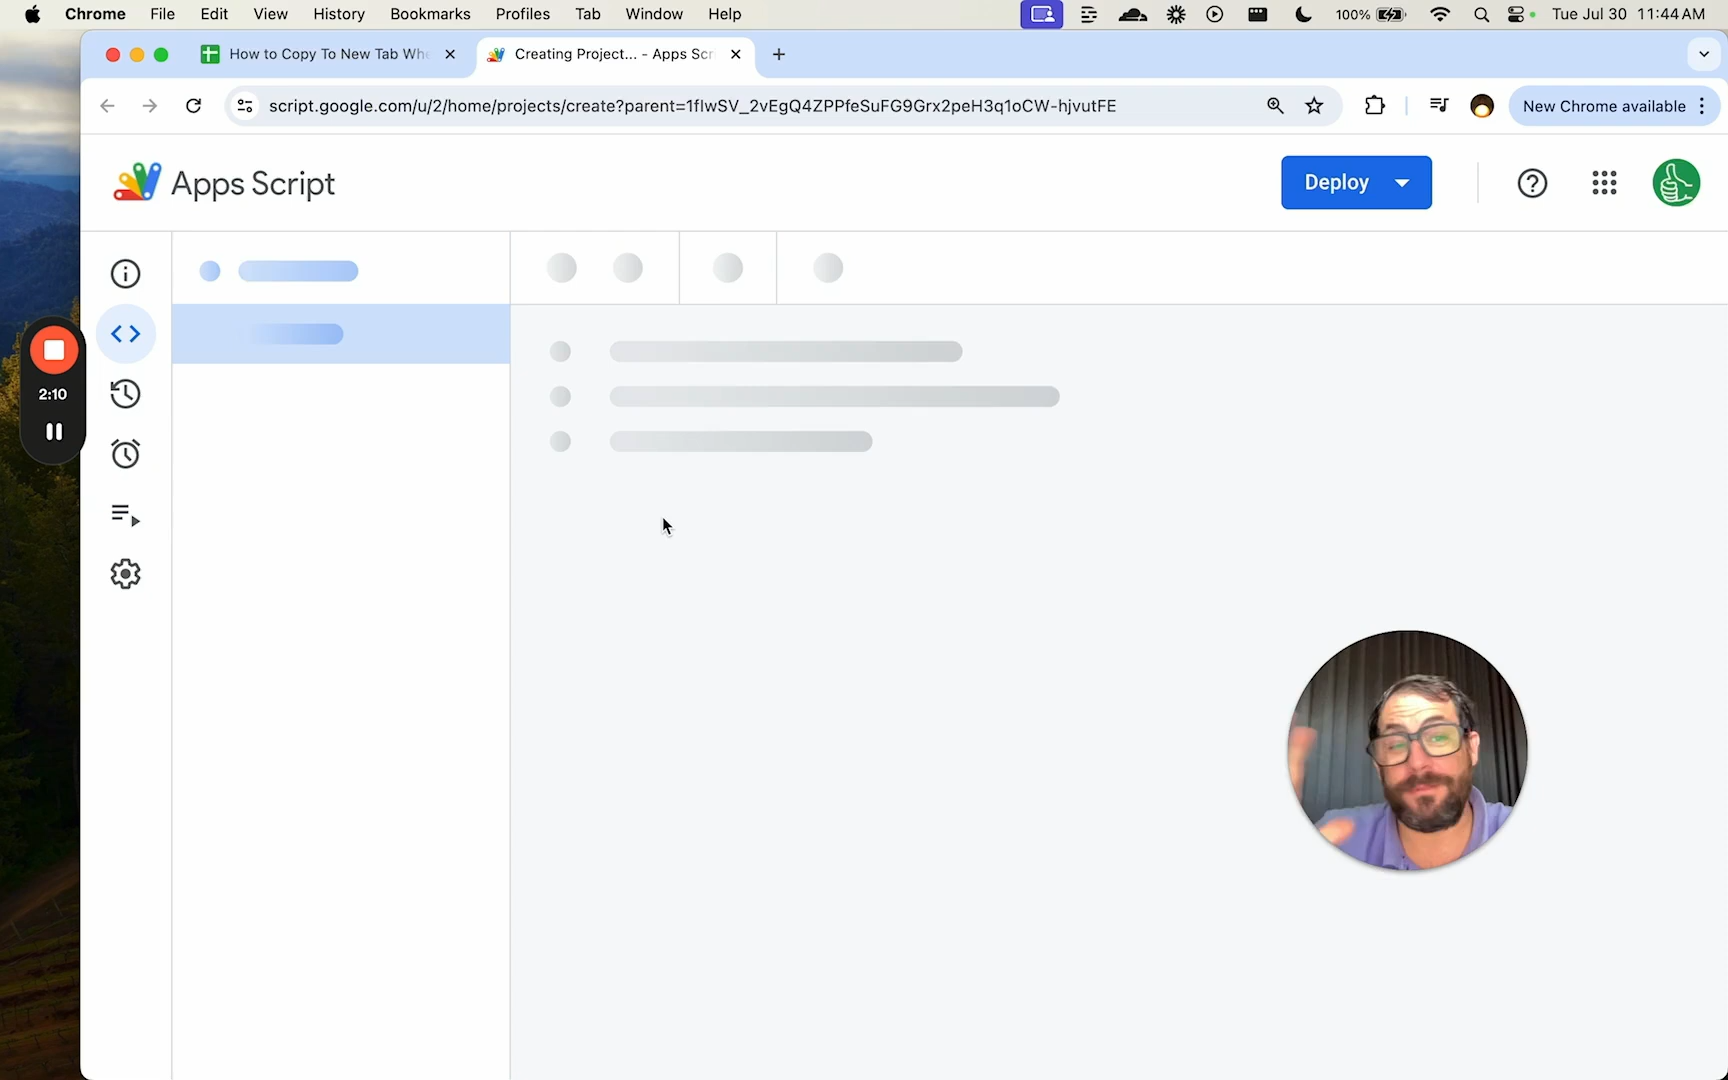 Chrome File Edit View History Bookmarks Profiles Tab Window Help 100% Tue Jul 30 11:44 AM
How to Copy To New Tab Whe
Creating Project... - Apps Scr
script.google.com/u/2/home/projects/create?parent=1fIwSV_2vEgQ4ZPPfeSuFG9Grx2peH3q1oCW-hjvutFE
New Chrome available
Apps Script
Deploy
2:10